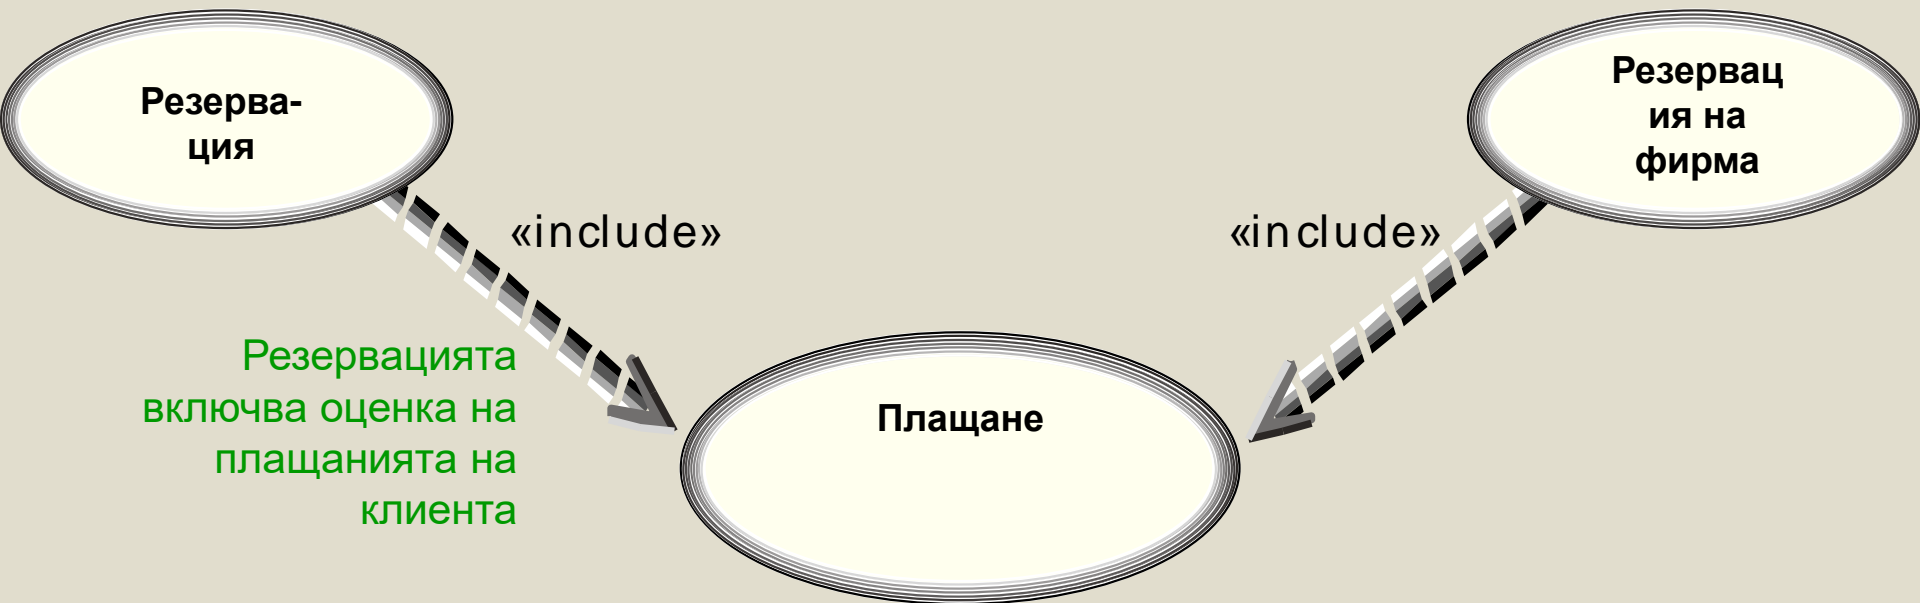 Резерва-
ция
Резервац
ия на
фирма
«include»
«include»
Резервацията
включва оценка на
плащанията на
клиента
Плащане